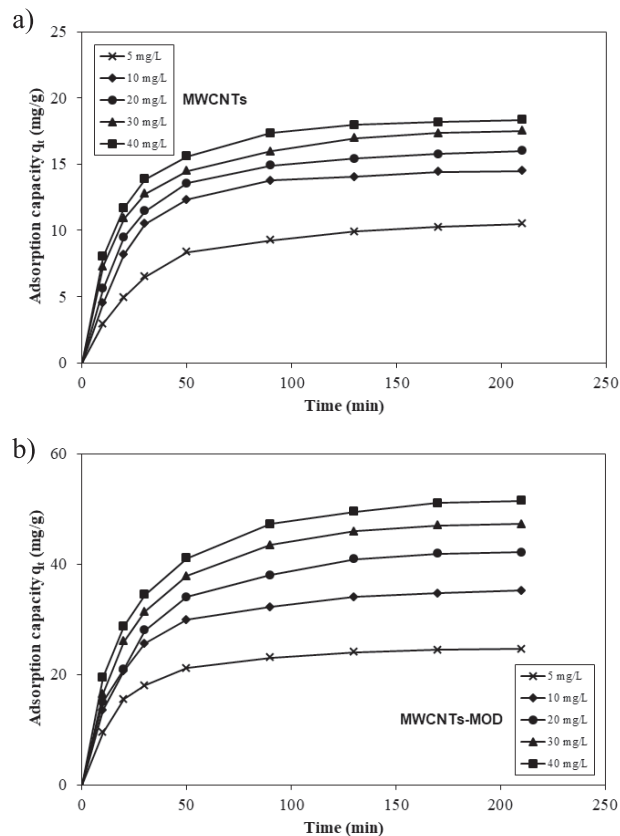 a)
25
20
15
10
5
0
Adsorption capacity qt (mg/g)
5 mg/L
10 mg/L
20 mg/L
30 mg/L
40 mg/L
MWCNTs
0 50 100 150 200 250
Time (min)
b)
60
40
20
0
Adsorption capacity qt (mg/g)
MWCNTs-MOD
5 mg/L
10 mg/L
20 mg/L
30 mg/L
40 mg/L
0 50 100 150 200 250
Time (min)